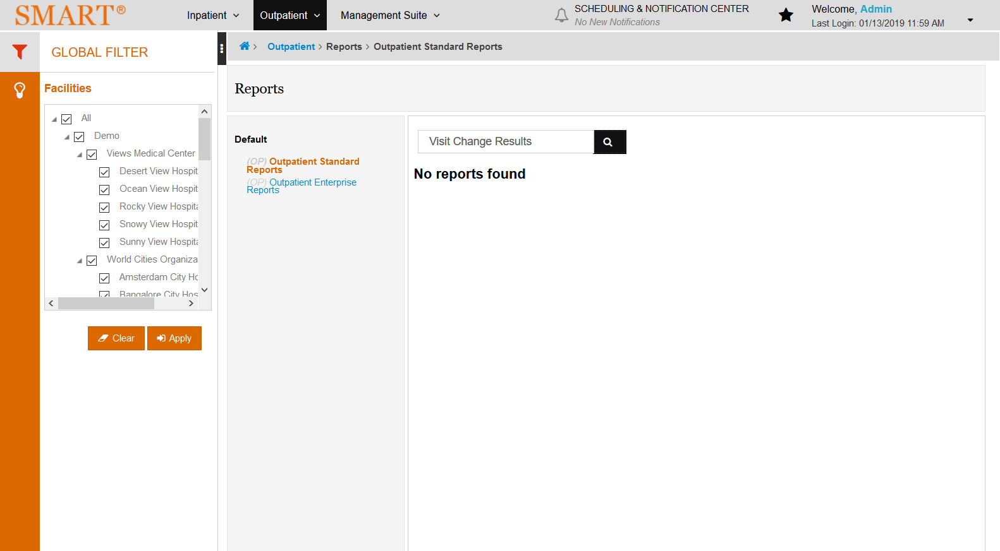 SMART®
Inpatient
Outpatient
Management Suite
SCHEDULING & NOTIFICATION CENTER
No New Notifications
Welcome, Admin
Last Login: 01/13/2019 11:59 AM
GLOBAL FILTER
Outpatient > Reports > Outpatient Standard Reports
Facilities
All
Demo
Views Medical Center
Desert View Hospit
Ocean View Hospit
Rocky View Hospita
Snowy View Hospit
Sunny View Hospita
World Cities Organiza
Amsterdam City Ho
Bangalore City Hos
Clear
Apply
Reports
Default
(OP) Outpatient Standard
Reports
(OP) Outpatient Enterprise
Reports
Visit Change Results
No reports found